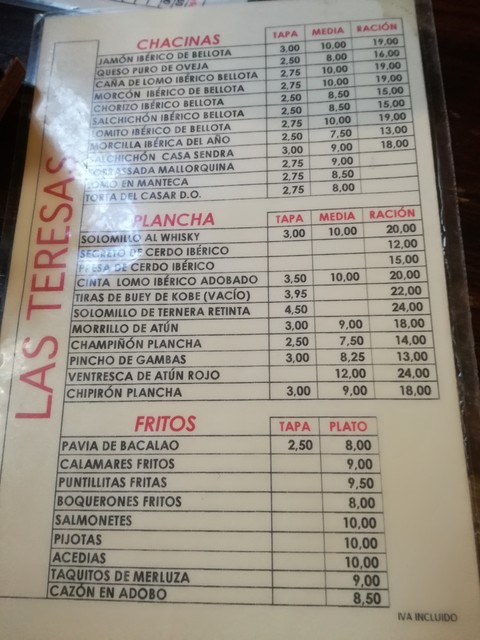 LAS TERESAS
CHACINAS TAPA MEDIA RACIÓN
JAMÓN IBÉRICO DE BELLOTA 3,00 10,00 19,00
QUESO PURO DE OVEJA 2,50 8,00 16,00
CAÑA DE LOMO IBÉRICO BELLOTA 2,75 10,00 19,00
MORCÓN IBÉRICO DE BELLOTA 2,75 10,00 19,00
CHORIZO IBÉRICO BELLOTA 2,50 8,50 15,00
SALCHICHÓN IBÉRICO DE BELLOTA 2,50 8,50 15,00
LOMITO IBÉRICO DE BELLOTA 2,75 10,00 19,00
MORCILLA IBÉRICA DEL AÑO 2,50 7,50 13,00
SALCHICHÓN CASA SENDRA 3,00 9,00 18,00
MALLORQUINA 2,75 9,00
LOMO EN MANTECA 2,75 8,50
TORTA DEL CASAR D.O. 2,75 8,00
PLANCHA TAPA MEDIA RACIÓN
SOLOMILLO AL WHISKY 3,00 10,00 20,00
SECRETO DE CERDO IBÉRICO 12,00
PRESA DE CERDO IBÉRICO 15,00
CINTA LOMO IBÉRICO ADOBADO 3,50 10,00 20,00
TIRAS DE BUEY DE KOBE (VACÍO) 3,95 22,00
SOLOMILLO DE TERNERA RETINTA 4,50 24,00
MORRILLO DE ATÚN 3,00 9,00 18,00
CHAMPIÑÓN PLANCHA 2,50 7,50 14,00
PINCHO DE GAMBAS 3,00 8,25 13,00
VENTRESCA DE ATÚN ROJO 12,00 24,00
CHIPIRÓN PLANCHA 3,00 9,00 18,00
FRITOS TAPA PLATO
PAVIA DE BACALAO 2,50 8,00
CALAMARES FRITOS 9,00
PUNTILLITAS FRITAS 9,50
BOQUERONES FRITOS 8,00
SALMONETES 10,00
PIJOTAS 10,00
ACEDIAS 10,00
TAQUITOS DE MERLUZA 9,00
CAZÓN EN ADOBO 8,50
IVA INCLUIDO